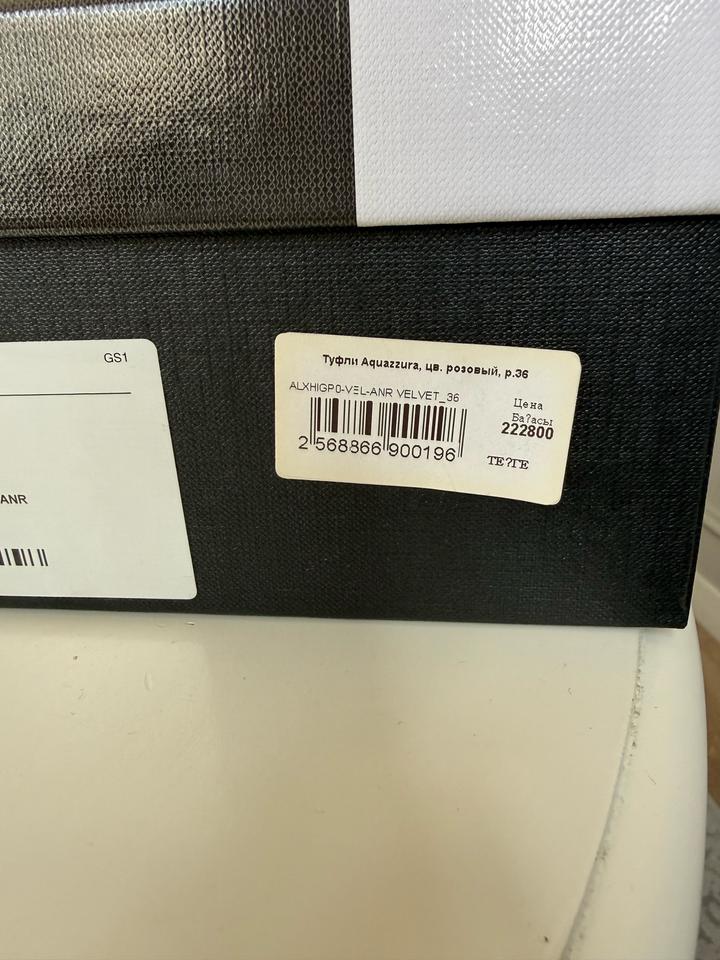 GS1
ANR
Туфли Aquazzura, цв. розовый, р.36
ALXHIGP0-VEL-ANR VELVET_36
Цена
Ба?асы
222800
2 568866 900196
ТЕ?ГЕ